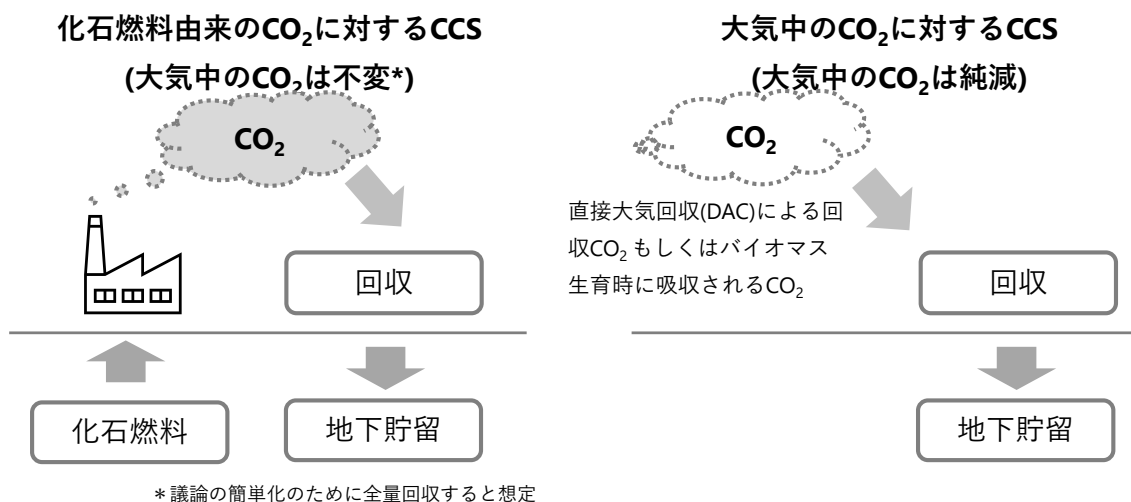 化石燃料由来のCO₂に対するCCS
(大気中のCO₂は不変*)
CO₂
回収
化石燃料
地下貯留
*議論の簡単化のために全量回収すると想定
大気中のCO₂に対するCCS
(大気中のCO₂は純減)
CO₂
直接大気回収(DAC)による回
収CO₂ もしくはバイオマス
生育時に吸収されるCO₂
回収
地下貯留